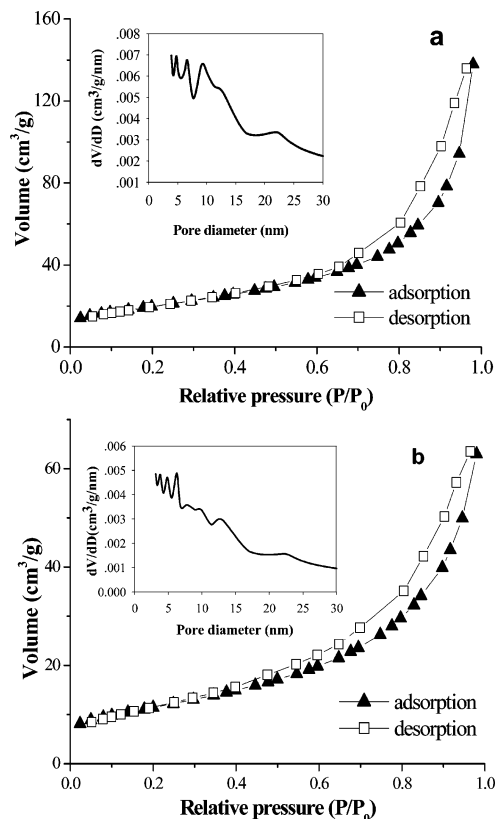 a
Volume (cm³/g)
160
120
80
40
0
0.0 0.2 0.4 0.6 0.8 1.0
Relative pressure (P/P₀)
adsorption
desorption
dV/dD (cm³/g/nm)
.008
.007
.006
.005
.004
.003
.002
.001
0 5 10 15 20 25 30
Pore diameter (nm)
b
Volume (cm³/g)
60
40
20
0
0.0 0.2 0.4 0.6 0.8 1.0
Relative pressure (P/P₀)
adsorption
desorption
dV/dD(cm³/g/nm)
.006
.005
.004
.003
.002
.001
0.000
0 5 10 15 20 25 30
Pore diameter (nm)